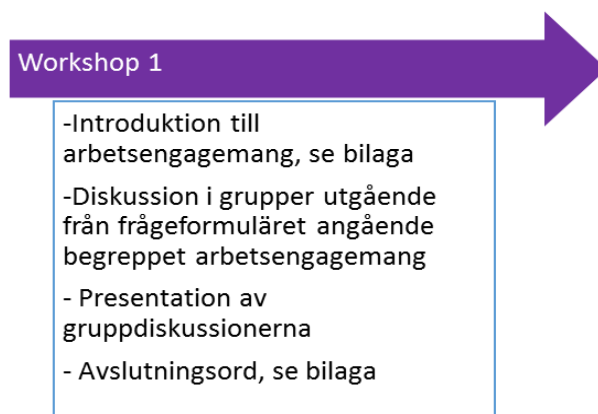 Workshop 1
-Introduktion till
arbetsengagemang, se bilaga
-Diskussion i grupper utgående
från frågeformuläret angående
begreppet arbetsengagemang
- Presentation av
gruppdiskussionerna
- Avslutningsord, se bilaga